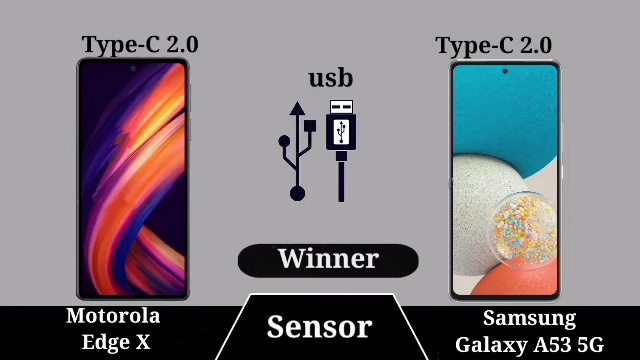 Type-C 2.0
Type-C 2.0
usb
Winner
Motorola
Edge X
Sensor
Samsung
Galaxy A53 5G